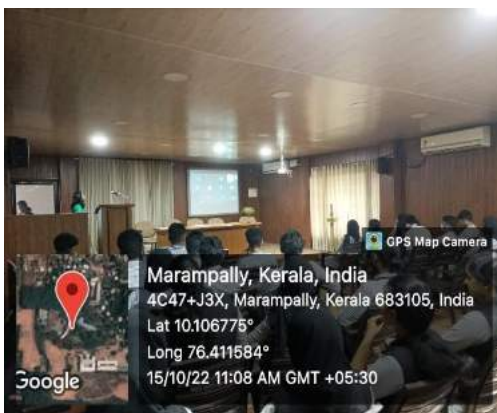 GPS Map Camera
Marampally, Kerala, India
4C47+J3X, Marampally, Kerala 683105, India
Lat 10.106775°
Long 76.411584°
15/10/22 11:08 AM GMT +05:30
Google